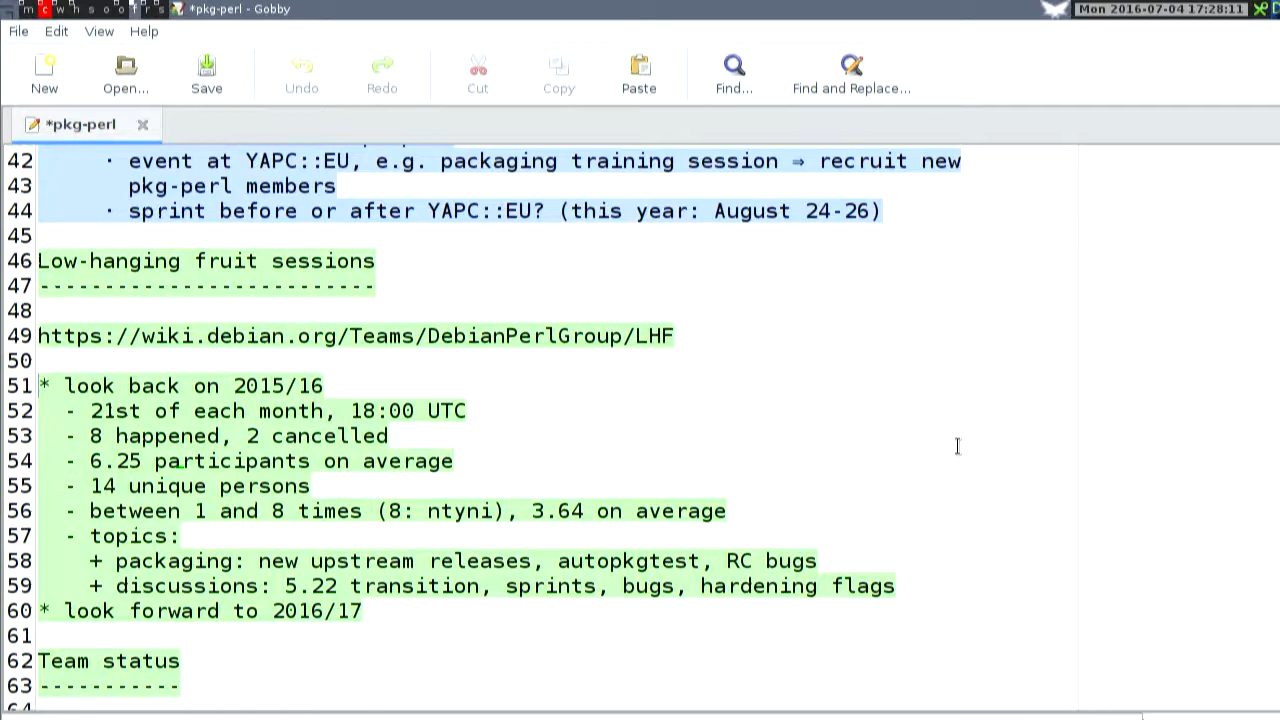 m c w h s o o f r s *pkg-perl - Gobby
Mon 2016-07-04 17:28:11
File Edit View Help
New Open... Save Undo Redo Cut Copy Paste Find... Find and Replace...
*pkg-perl
42 · event at YAPC::EU, e.g. packaging training session ⇒ recruit new
43 pkg-perl members
44 · sprint before or after YAPC::EU? (this year: August 24-26)
45
46 Low-hanging fruit sessions
47 --------------------------
48
49 https://wiki.debian.org/Teams/DebianPerlGroup/LHF
50
51 * look back on 2015/16
52 - 21st of each month, 18:00 UTC
53 - 8 happened, 2 cancelled
54 - 6.25 participants on average
55 - 14 unique persons
56 - between 1 and 8 times (8: ntyni), 3.64 on average
57 - topics:
58 + packaging: new upstream releases, autopkgtest, RC bugs
59 + discussions: 5.22 transition, sprints, bugs, hardening flags
60 * look forward to 2016/17
61
62 Team status
63 -----------